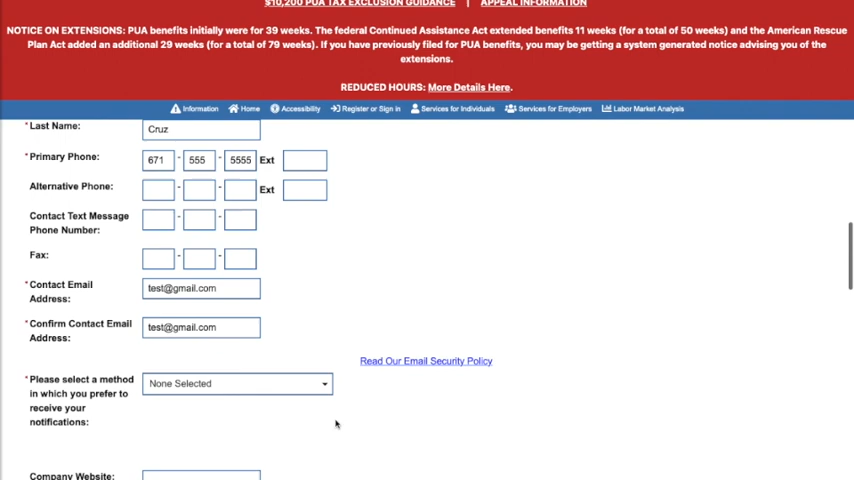 $10,200 PUA TAX EXCLUSION GUIDANCE | APPEAL INFORMATION
NOTICE ON EXTENSIONS: PUA benefits initially were for 39 weeks. The federal Continued Assistance Act extended benefits 11 weeks (for a total of 50 weeks) and the American Rescue
Plan Act added an additional 29 weeks (for a total of 79 weeks). If you have previously filed for PUA benefits, you may be getting a system generated notice advising you of the
extensions.
REDUCED HOURS: More Details Here.
Information Home Accessibility Register or Sign in Services for Individuals Services for Employers Labor Market Analysis
* Last Name: Cruz
* Primary Phone: 671 - 555 - 5555 Ext
Alternative Phone: - - Ext
Contact Text Message
Phone Number: - -
Fax: - -
* Contact Email
Address: test@gmail.com
* Confirm Contact Email
Address: test@gmail.com
Read Our Email Security Policy
* Please select a method
in which you prefer to
receive your
notifications: None Selected
Company Website: